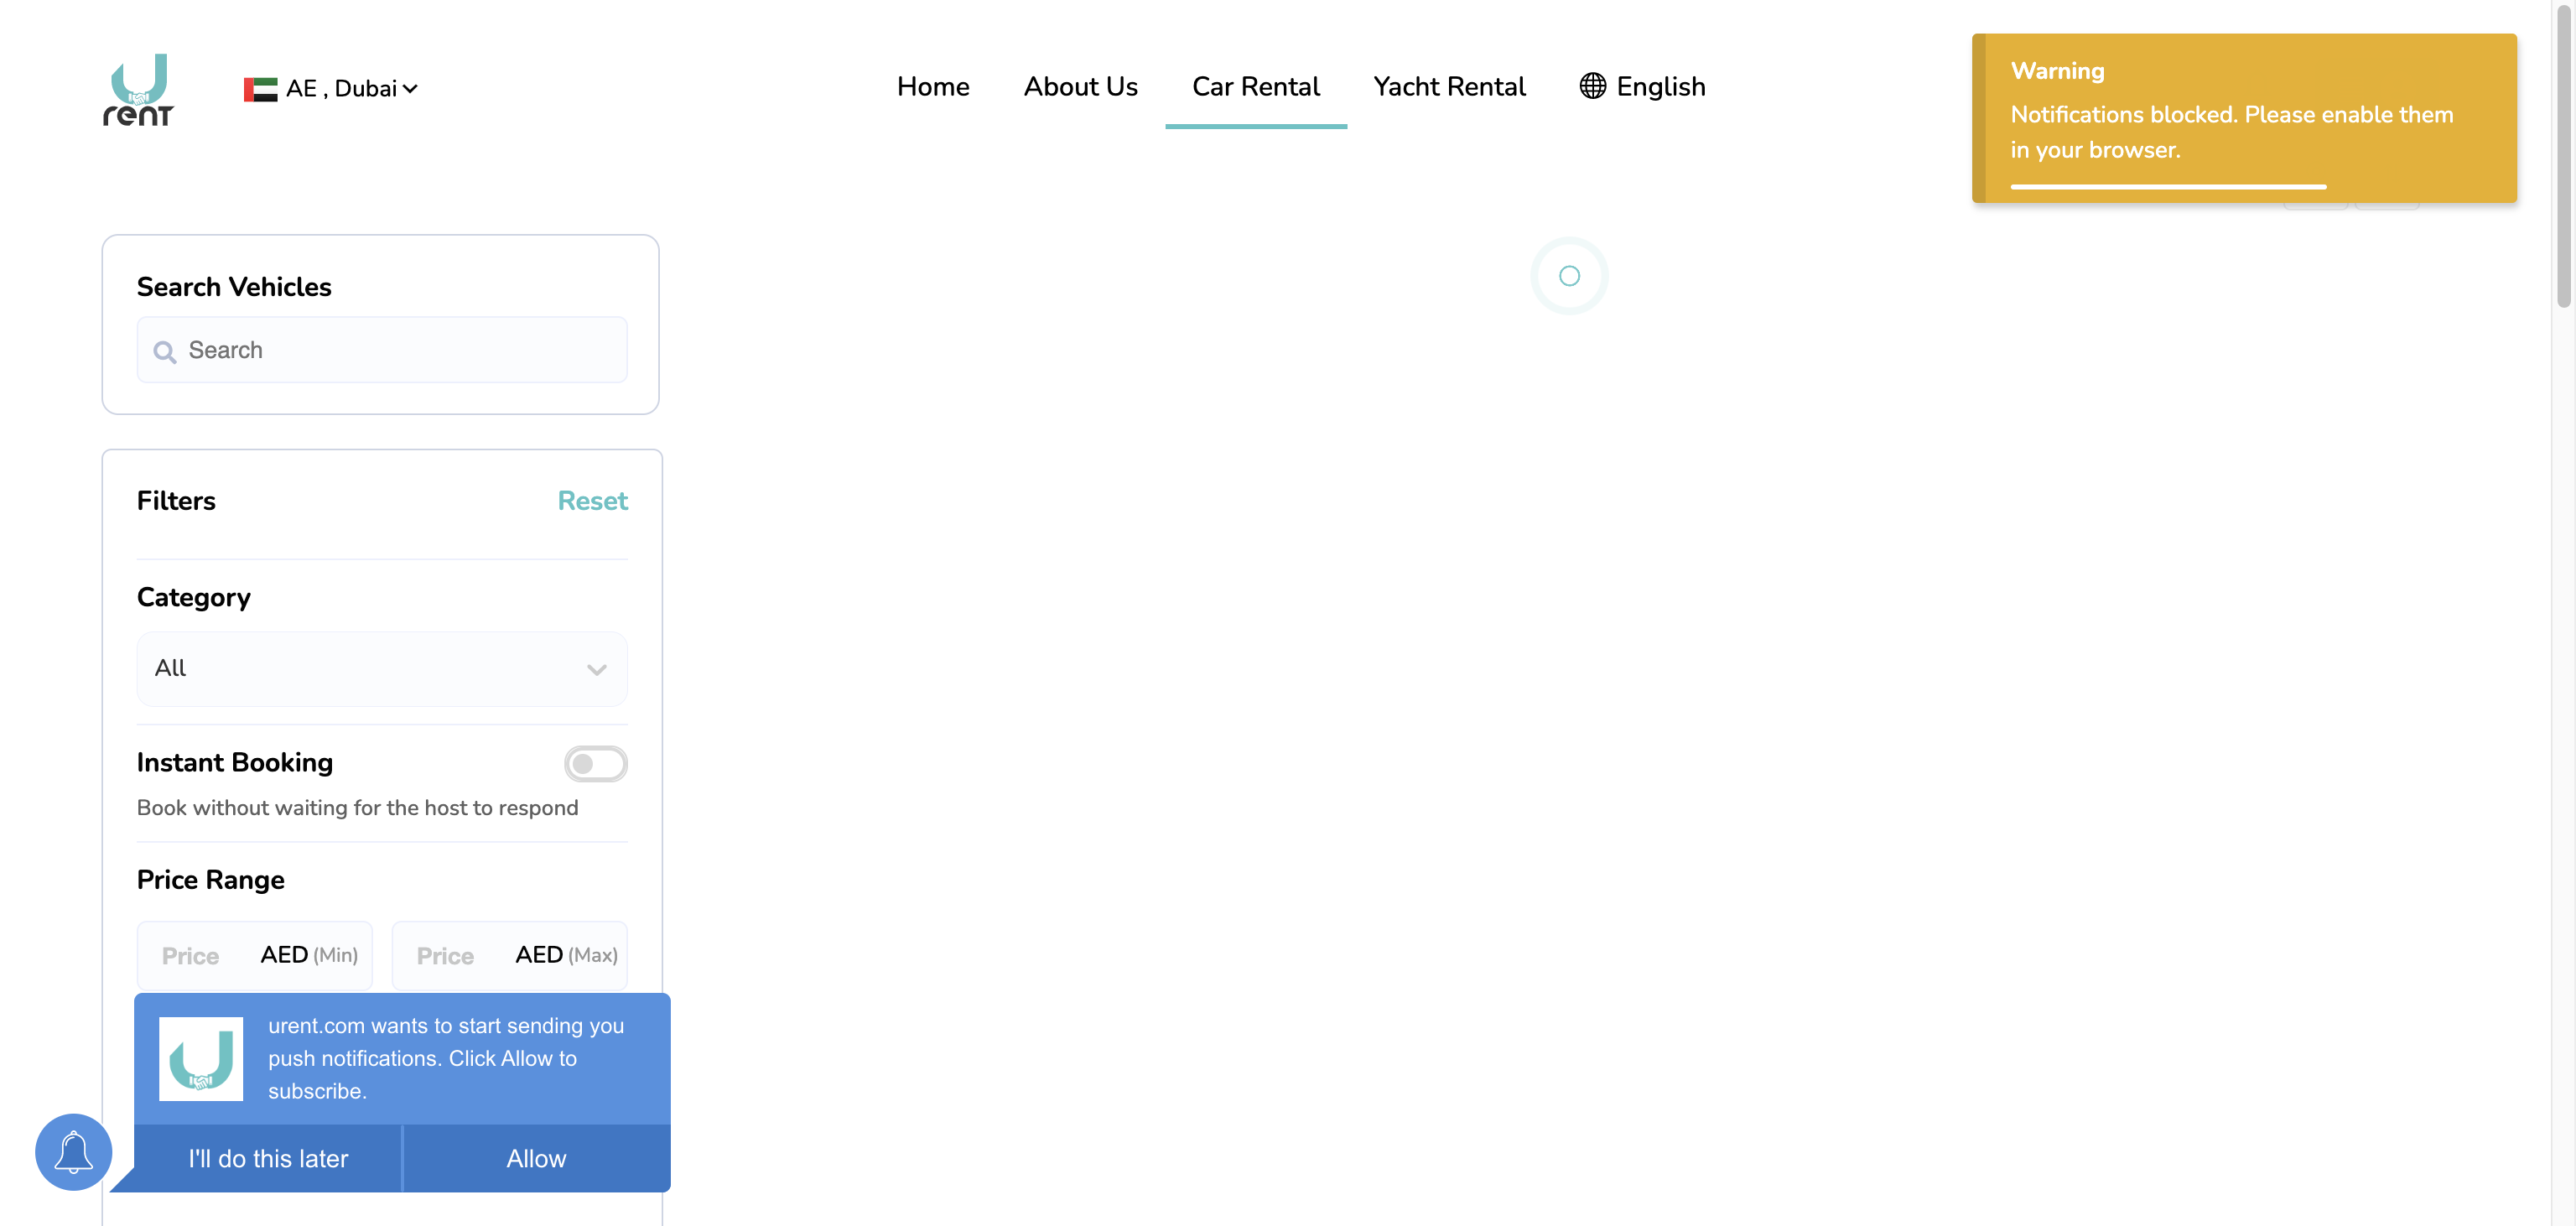 rent
AE , Dubai
Home
About Us
Car Rental
Yacht Rental
English
Warning
Notifications blocked. Please enable them
in your browser.
Search Vehicles
Search
Filters
Reset
Category
All
Instant Booking
Book without waiting for the host to respond
Price Range
Price AED (Min)
Price AED (Max)
urent.com wants to start sending you
push notifications. Click Allow to
subscribe.
I'll do this later
Allow